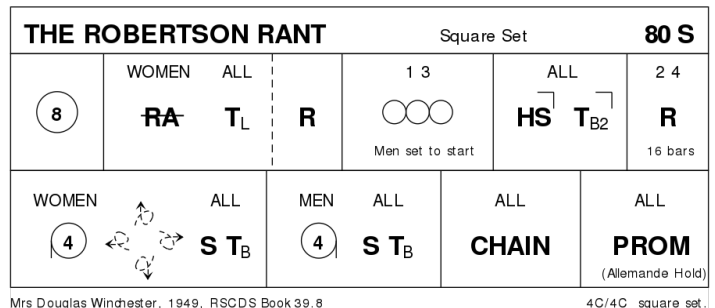 THE ROBERTSON RANT Square Set 80 S
WOMEN ALL 1 3 ALL 2 4
8 RA TL R HS TB2 R
Men set to start 16 bars
WOMEN ALL MEN ALL ALL ALL
4 S TB 4 S TB CHAIN PROM
(Allemande Hold)
Mrs Douglas Winchester, 1949, RSCDS Book 39.8 4C/4C square set.